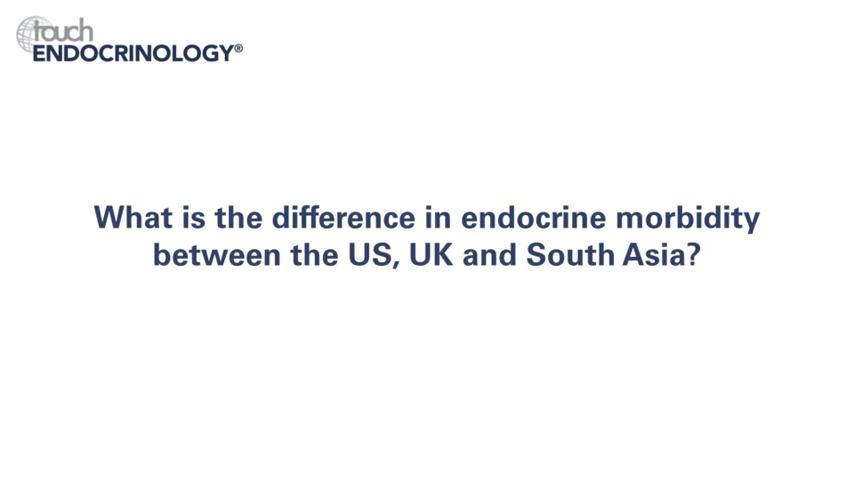 touch
ENDOCRINOLOGY®
What is the difference in endocrine morbidity
between the US, UK and South Asia?